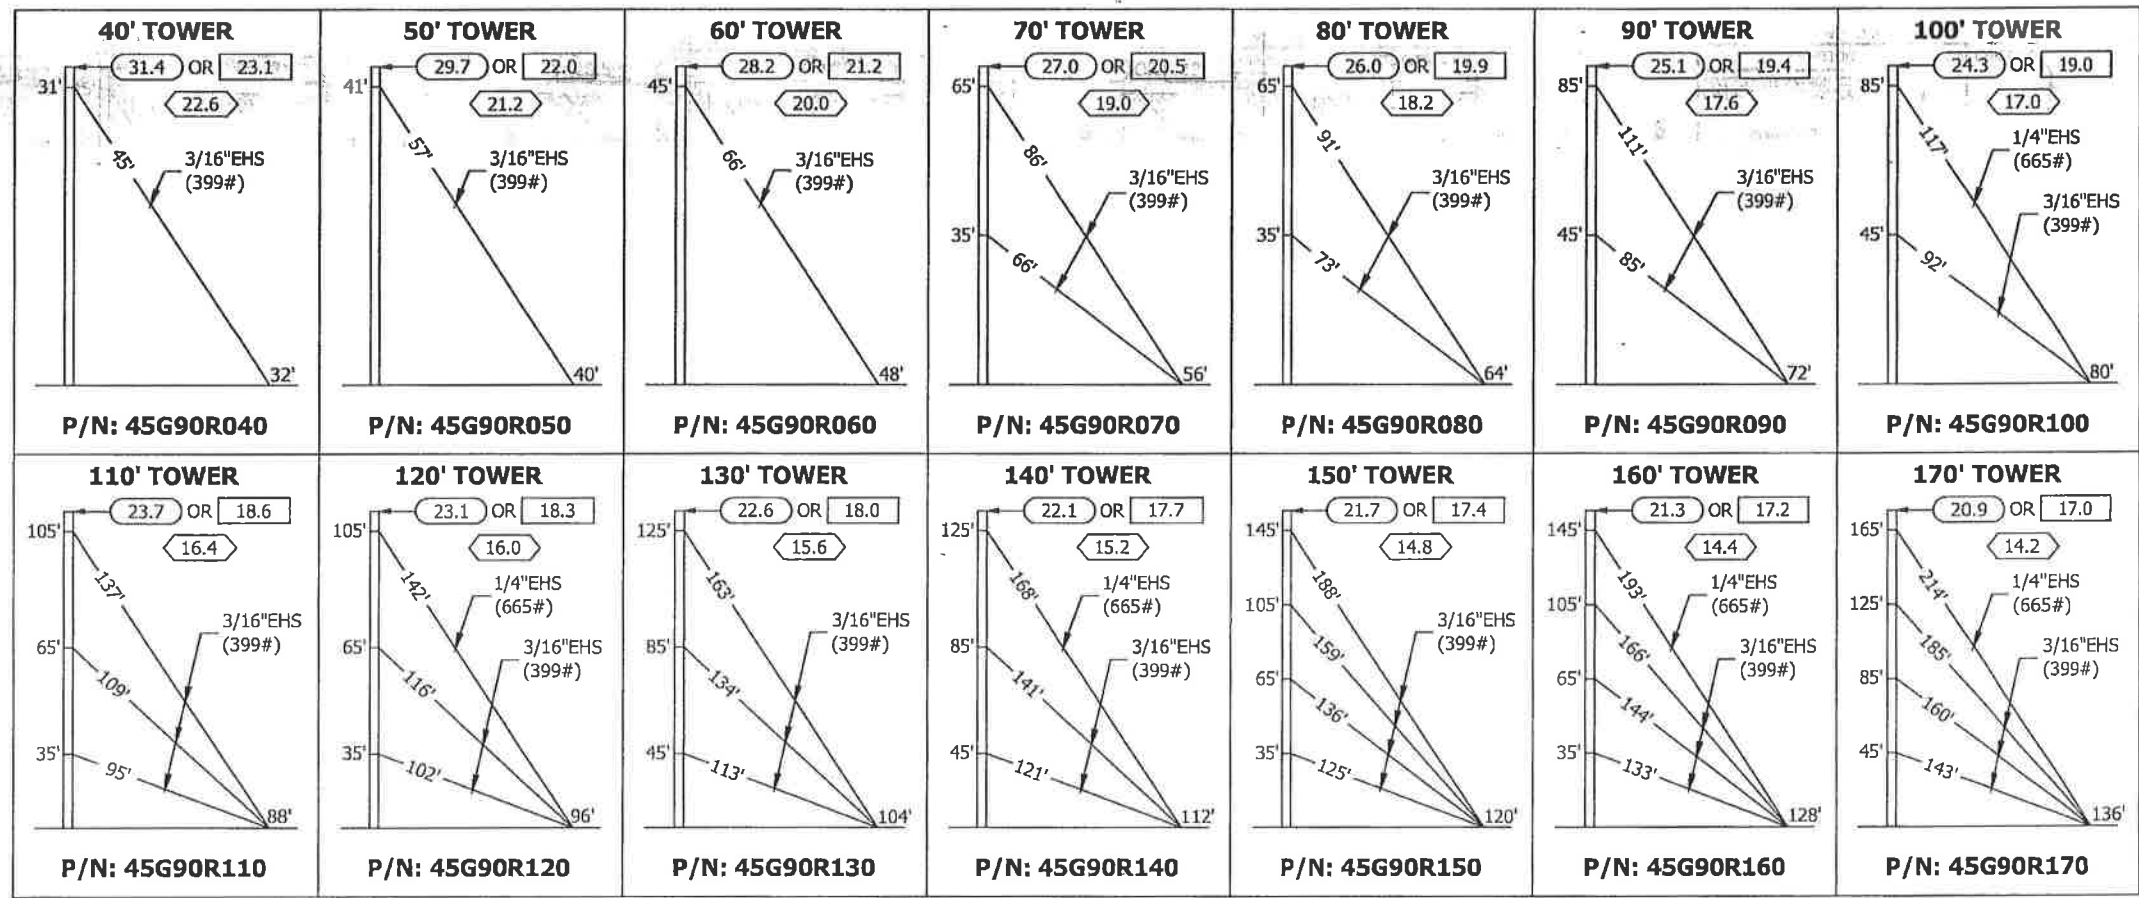 40' TOWER
31.4 OR 23.1
31'
22.6
45'
3/16"EHS
(399#)
32'
P/N: 45G90R040
50' TOWER
29.7 OR 22.0
41'
21.2
57'
3/16"EHS
(399#)
40'
P/N: 45G90R050
60' TOWER
28.2 OR 21.2
45'
20.0
66'
3/16"EHS
(399#)
48'
P/N: 45G90R060
70' TOWER
27.0 OR 20.5
65'
19.0
86'
3/16"EHS
(399#)
35'
66'
56'
P/N: 45G90R070
80' TOWER
26.0 OR 19.9
65'
18.2
91'
3/16"EHS
(399#)
35'
73'
64'
P/N: 45G90R080
90' TOWER
25.1 OR 19.4
85'
17.6
111'
3/16"EHS
(399#)
45'
85'
72'
P/N: 45G90R090
100' TOWER
24.3 OR 19.0
85'
17.0
117'
1/4"EHS
(665#)
3/16"EHS
(399#)
45'
92'
80'
P/N: 45G90R100
110' TOWER
23.7 OR 18.6
105'
16.4
137'
3/16"EHS
(399#)
65'
109'
35'
95'
88'
P/N: 45G90R110
120' TOWER
23.1 OR 18.3
105'
16.0
142'
1/4"EHS
(665#)
3/16"EHS
(399#)
65'
116'
35'
102'
96'
P/N: 45G90R120
130' TOWER
22.6 OR 18.0
125'
15.6
163'
3/16"EHS
(399#)
85'
134'
45'
113'
104'
P/N: 45G90R130
140' TOWER
22.1 OR 17.7
125'
15.2
168'
1/4"EHS
(665#)
3/16"EHS
(399#)
85'
141'
45'
121'
112'
P/N: 45G90R140
150' TOWER
21.7 OR 17.4
145'
14.8
188'
105'
3/16"EHS
(399#)
159'
65'
136'
35'
125'
120'
P/N: 45G90R150
160' TOWER
21.3 OR 17.2
145'
14.4
193'
1/4"EHS
(665#)
105'
3/16"EHS
(399#)
166'
65'
144'
35'
133'
128'
P/N: 45G90R160
170' TOWER
20.9 OR 17.0
165'
14.2
214'
1/4"EHS
(665#)
125'
3/16"EHS
(399#)
185'
85'
160'
45'
143'
136'
P/N: 45G90R170